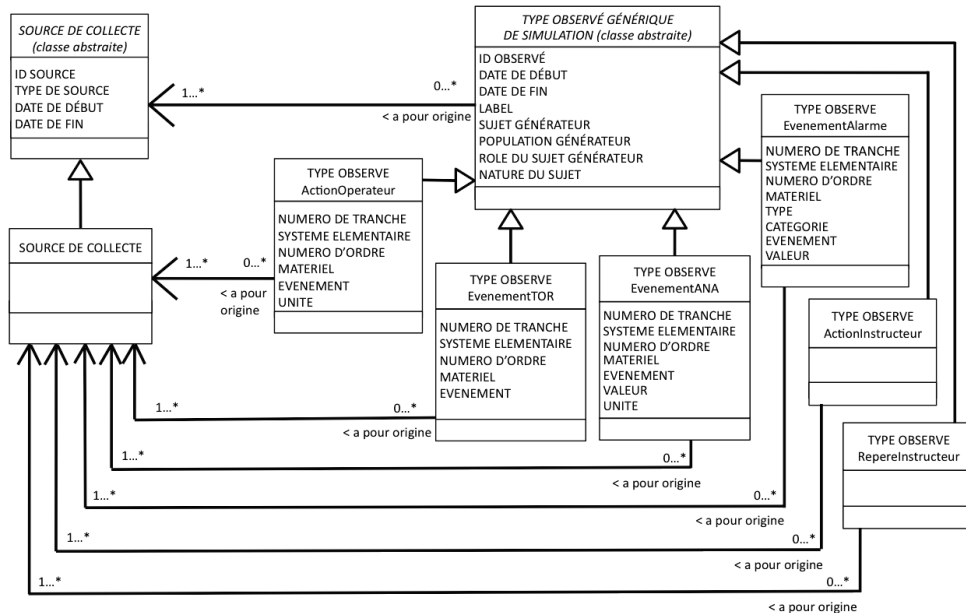 SOURCE DE COLLECTE
(classe abstraite)
ID SOURCE
TYPE DE SOURCE
DATE DE DÉBUT
DATE DE FIN
1...*
0...*
< a pour origine
TYPE OBSERVÉ GÉNÉRIQUE
DE SIMULATION (classe abstraite)
ID OBSERVÉ
DATE DE DÉBUT
DATE DE FIN
LABEL
SUJET GÉNÉRATEUR
POPULATION GÉNÉRATEUR
ROLE DU SUJET GÉNÉRATEUR
NATURE DU SUJET
TYPE OBSERVE
EvenementAlarme
NUMERO DE TRANCHE
SYSTEME ELEMENTAIRE
NUMERO D'ORDRE
MATERIEL
TYPE
CATEGORIE
EVENEMENT
VALEUR
TYPE OBSERVE
ActionOperateur
NUMERO DE TRANCHE
SYSTEME ELEMENTAIRE
NUMERO D'ORDRE
MATERIEL
EVENEMENT
UNITE
SOURCE DE COLLECTE
1...*
0...*
< a pour
origine
TYPE OBSERVE
EvenementTOR
NUMERO DE TRANCHE
SYSTEME ELEMENTAIRE
NUMERO D'ORDRE
MATERIEL
EVENEMENT
TYPE OBSERVE
EvenementANA
NUMERO DE TRANCHE
SYSTEME ELEMENTAIRE
NUMERO D'ORDRE
MATERIEL
EVENEMENT
VALEUR
UNITE
TYPE OBSERVE
ActionInstructeur
TYPE OBSERVE
RepereInstructeur
1...*
0...*
< a pour origine
1...*
0...*
< a pour origine
1...*
0...*
< a pour origine
1...*
0...*
< a pour origine
1...*
0...*
< a pour origine